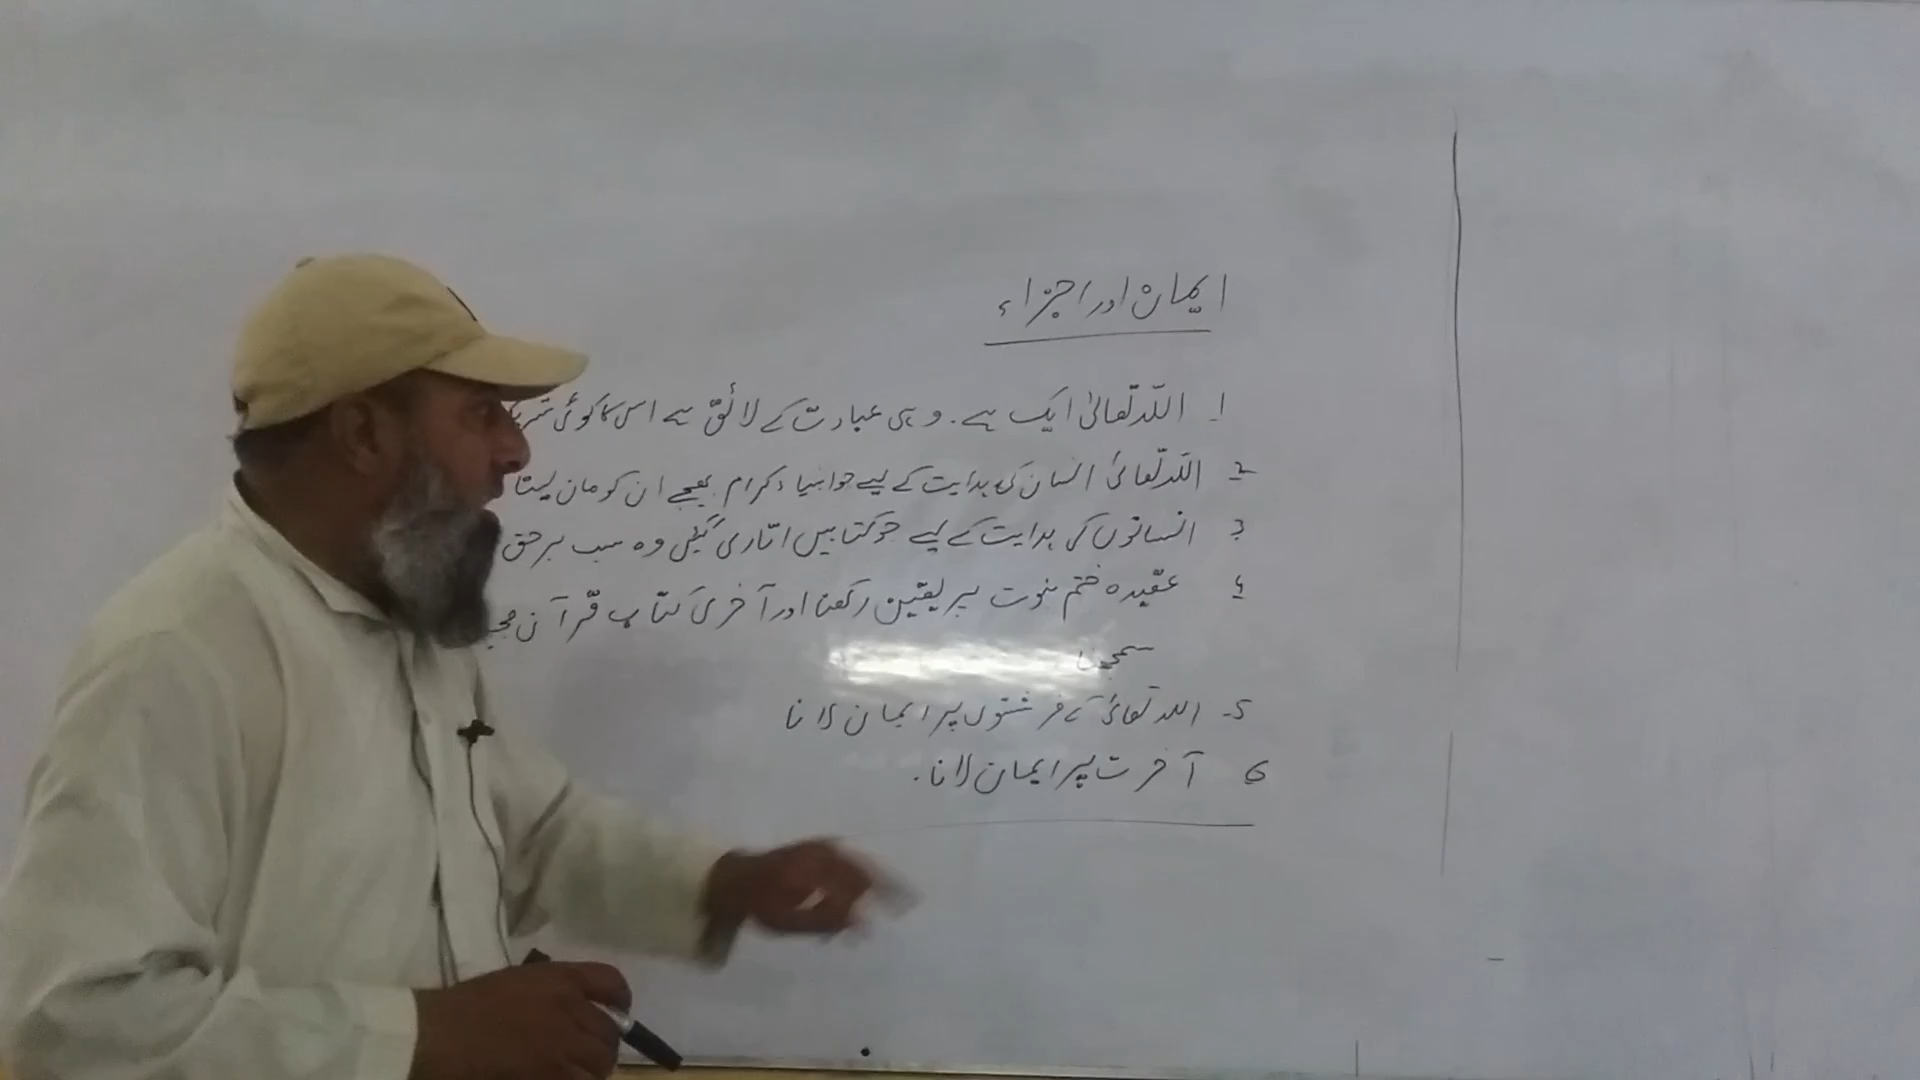 ایمان اور اجزاء
1. اللہ تعالیٰ ایک ہے. وہی عبادت کے لائق ہے اس کا کوئی
2 اللہ تعالیٰ انسان کی ہدایت کے لیے جو انبیاء کرام بھیجے ان کو مان لینا
3 انسانوں کی ہدایت کے لیے جو کتابیں اتاری گئیں وہ سب برحق
4 عقیدہ ختم نبوت پر یقین رکھنا اور آخری کتاب قرآن
سمجھنا
5. اللہ تعالیٰ کے فرشتوں پر ایمان لانا
6 آخرت پر ایمان لانا.